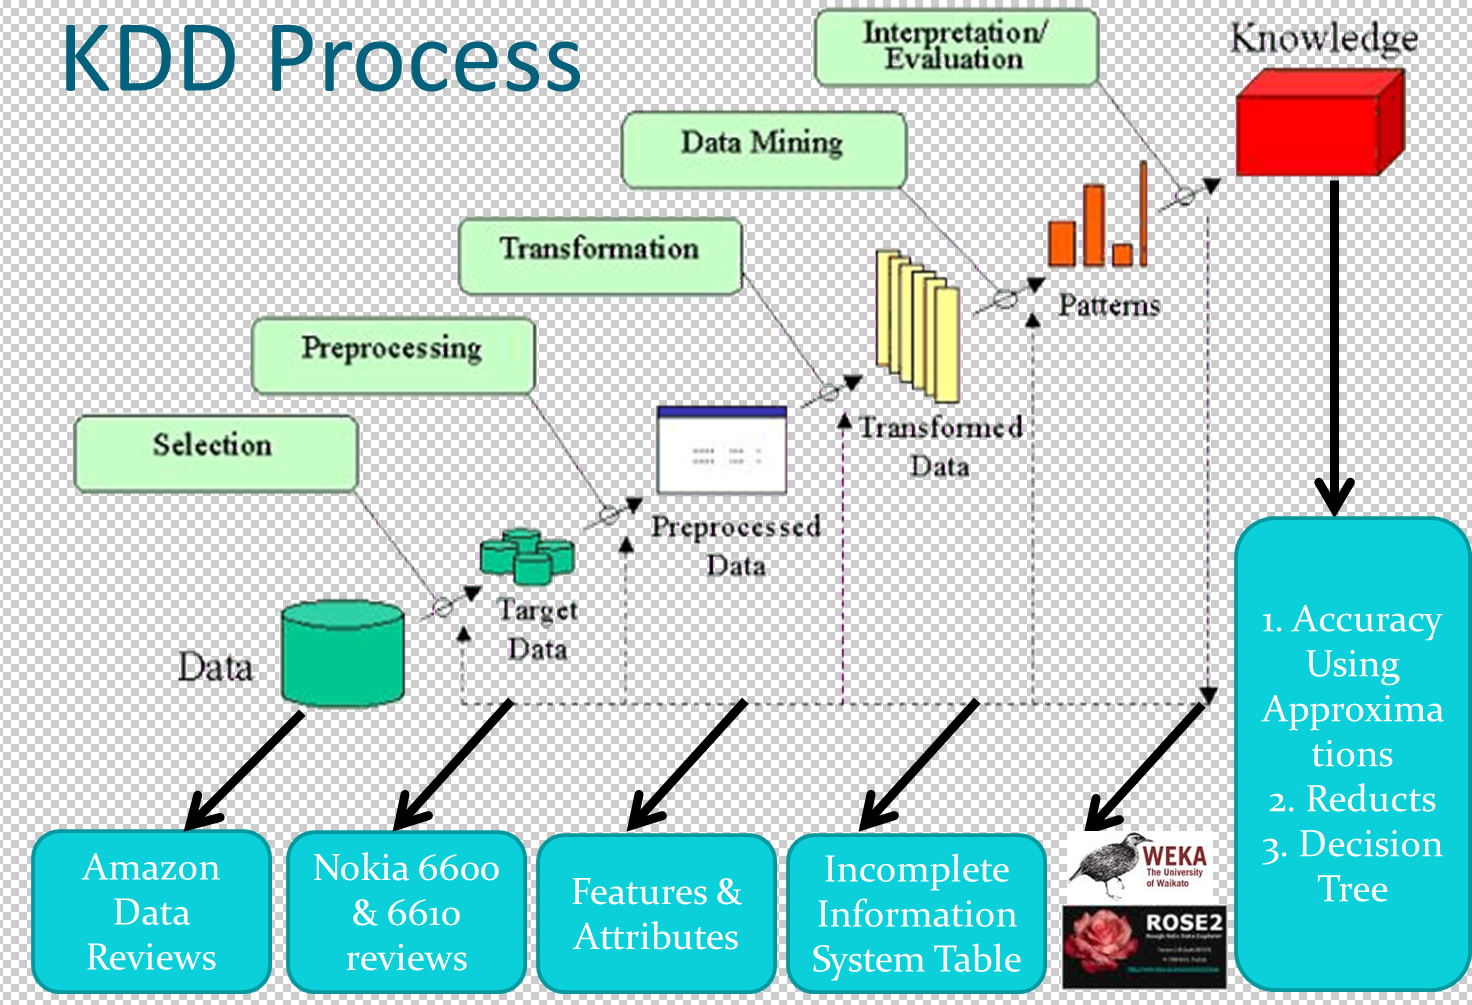 KDD Process
Interpretation/
Evaluation
Knowledge
Data Mining
Transformation
Patterns
Preprocessing
Transformed
Data
Selection
Preprocessed
Data
Target
Data
Data
Amazon
Data
Reviews
Nokia 6600
& 6610
reviews
Features &
Attributes
Incomplete
Information
System Table
WEKA
The University
of Waikato
ROSE2
1. Accuracy
Using
Approxima
tions
2. Reducts
3. Decision
Tree